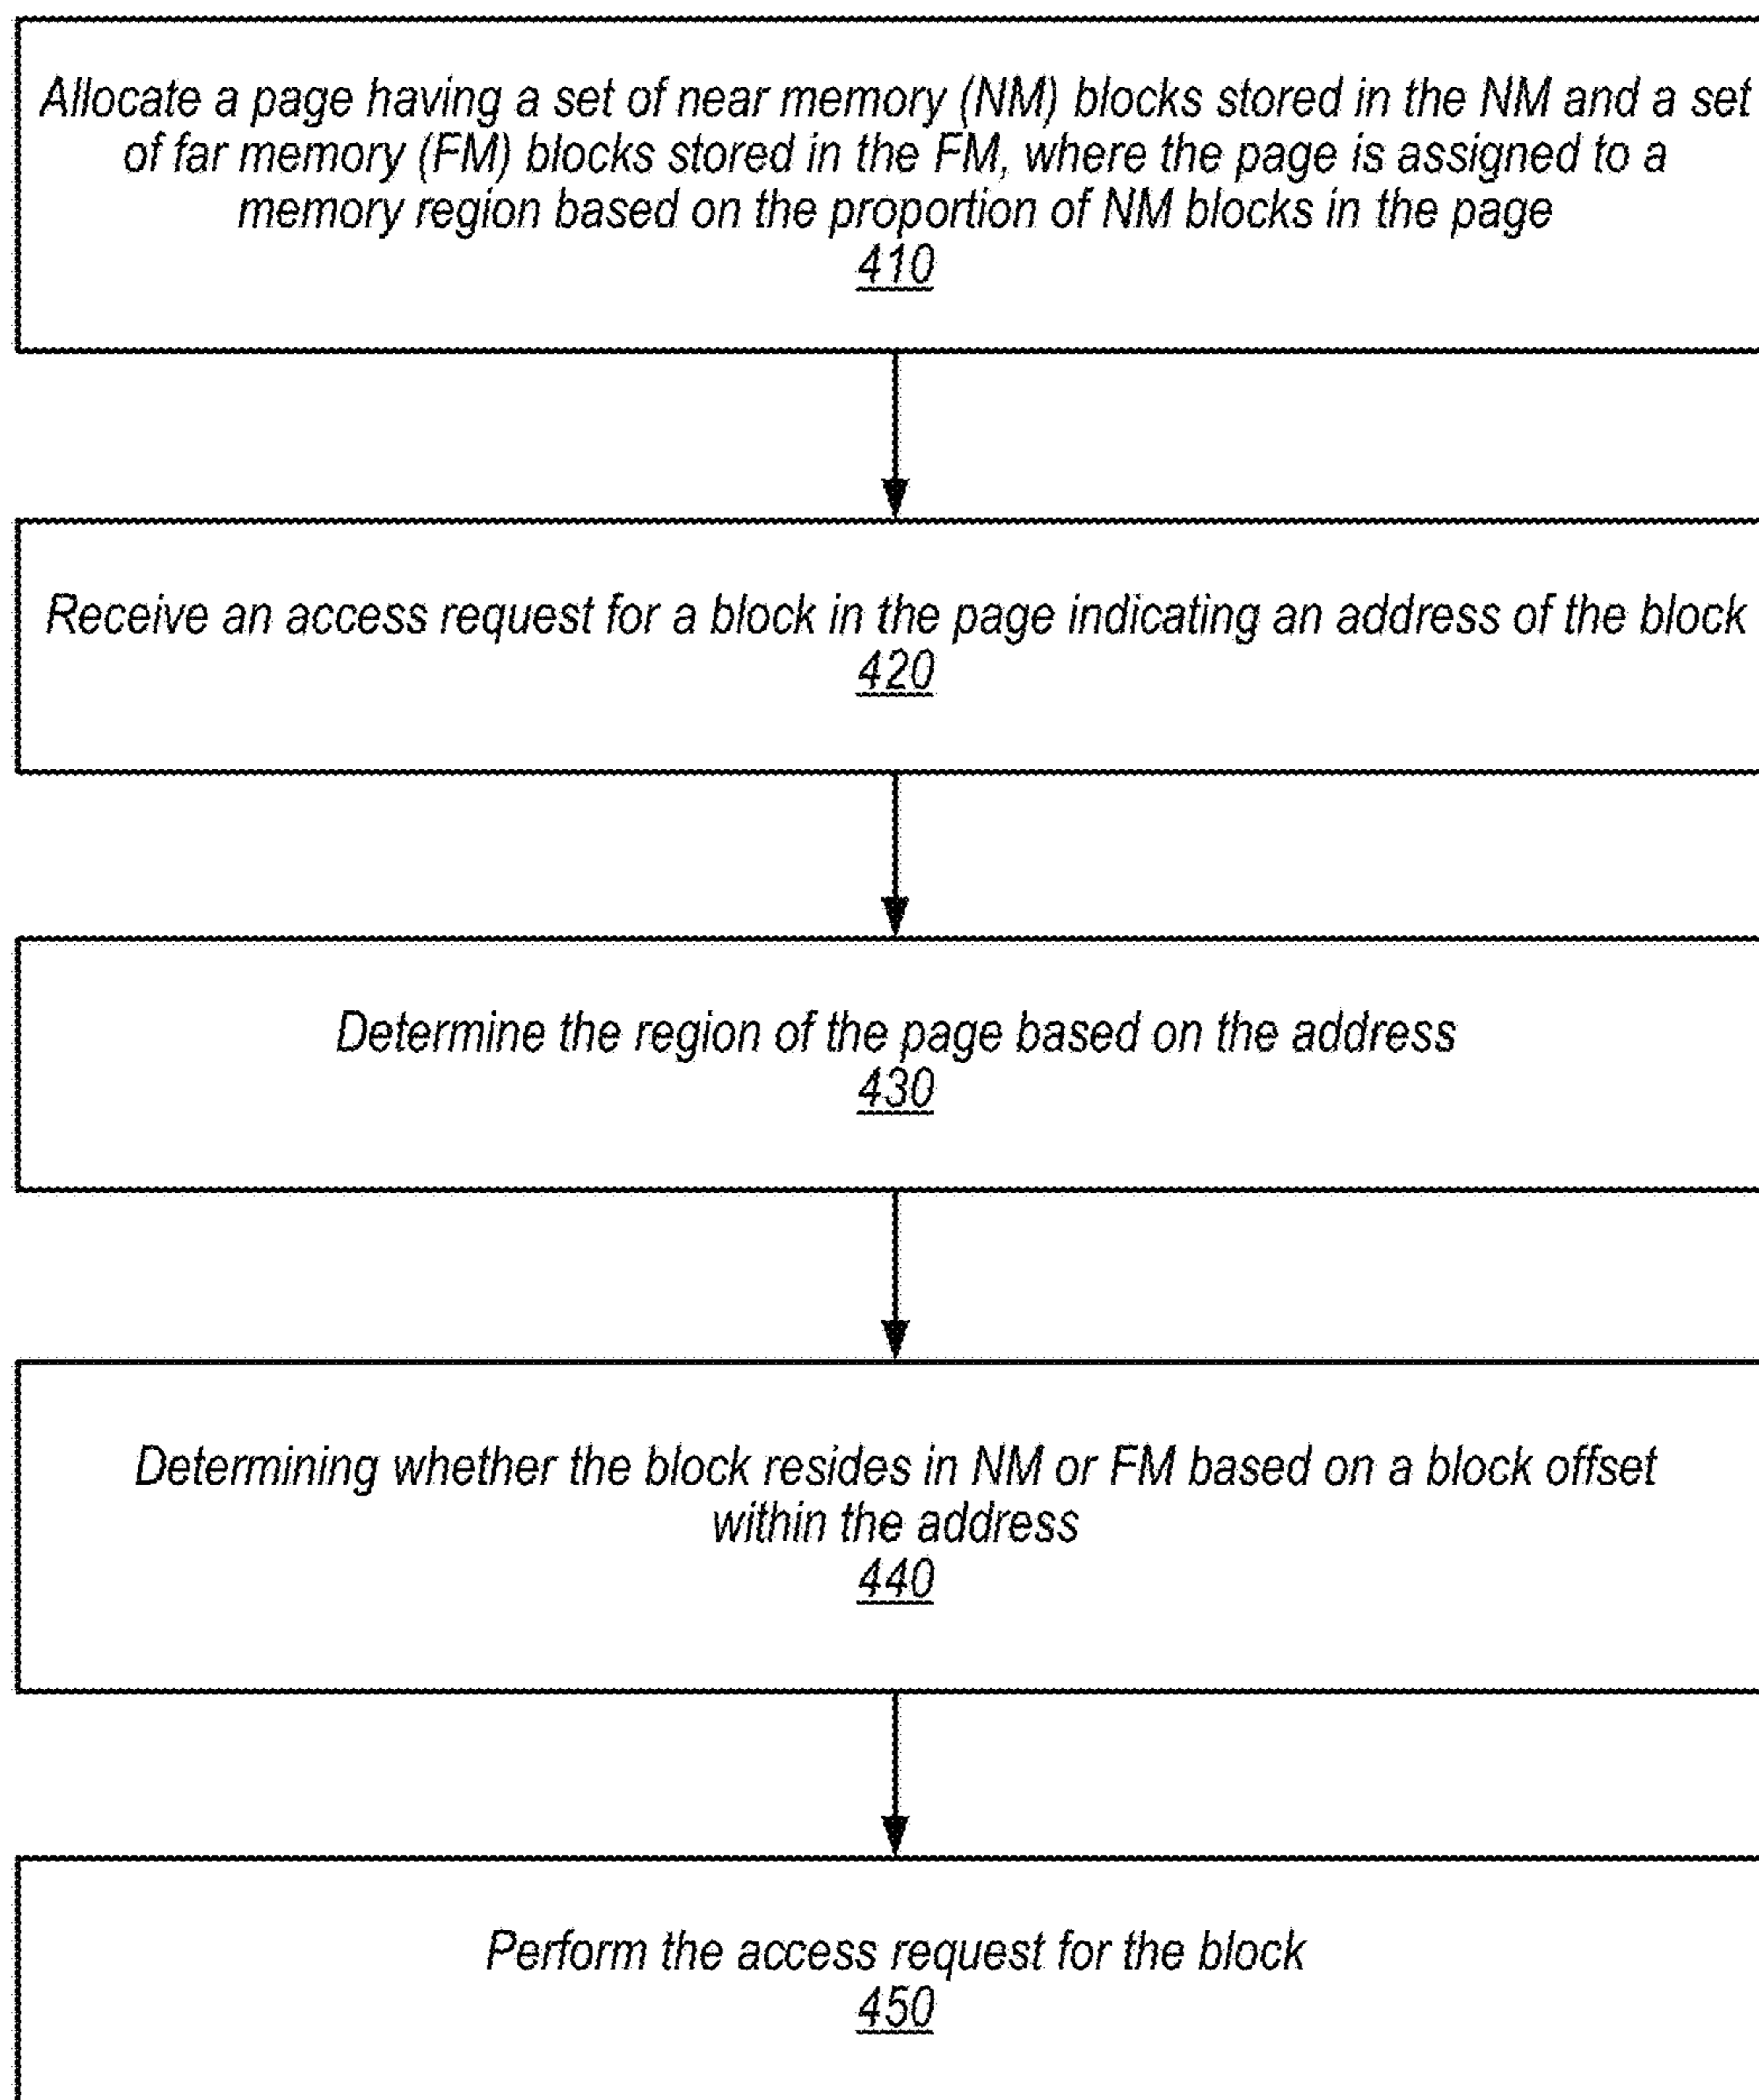 Allocate a page having a set of near memory (NM) blocks stored in the NM and a set
of far memory (FM) blocks stored in the FM, where the page is assigned to a
memory region based on the proportion of NM blocks in the page
410
Receive an access request for a block in the page indicating an address of the block
420
Determine the region of the page based on the address
430
Determining whether the block resides in NM or FM based on a block offset
within the address
440
Perform the access request for the block
450